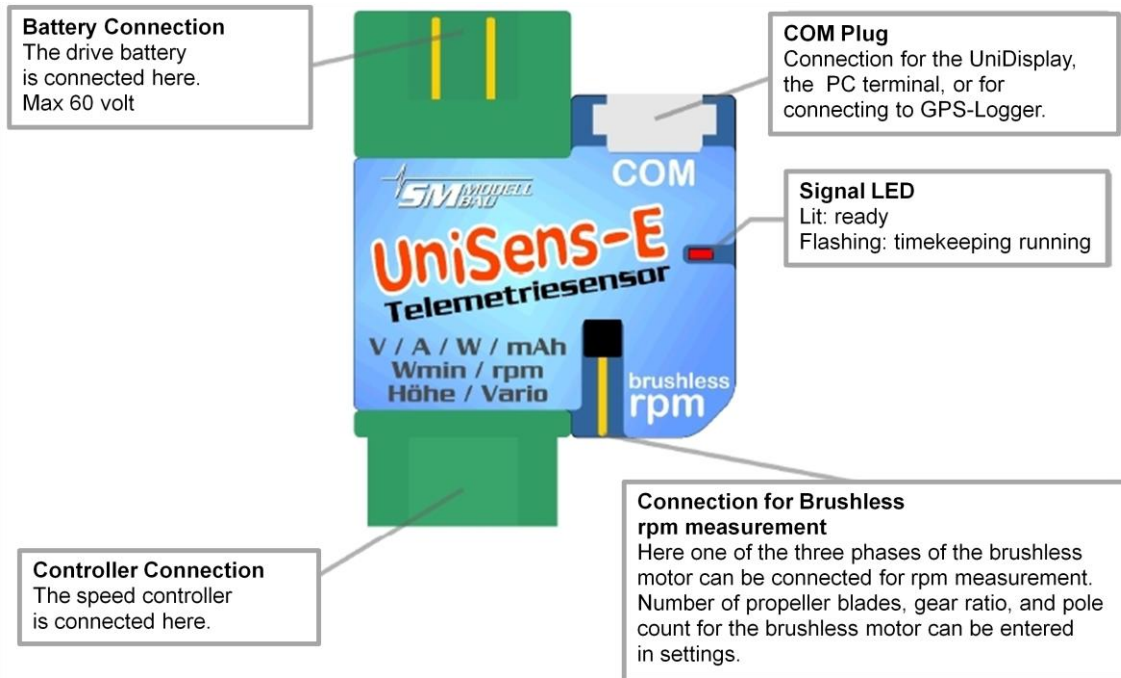 Battery Connection
The drive battery
is connected here.
Max 60 volt
COM Plug
Connection for the UniDisplay,
the PC terminal, or for
connecting to GPS-Logger.
Signal LED
Lit: ready
Flashing: timekeeping running
COM
SM MODELL
BAU
UniSens-E
Telemetriesensor
V / A / W / mAh
Wmin / rpm
Höhe / Vario
brushless
rpm
Controller Connection
The speed controller
is connected here.
Connection for Brushless
rpm measurement
Here one of the three phases of the brushless
motor can be connected for rpm measurement.
Number of propeller blades, gear ratio, and pole
count for the brushless motor can be entered
in settings.